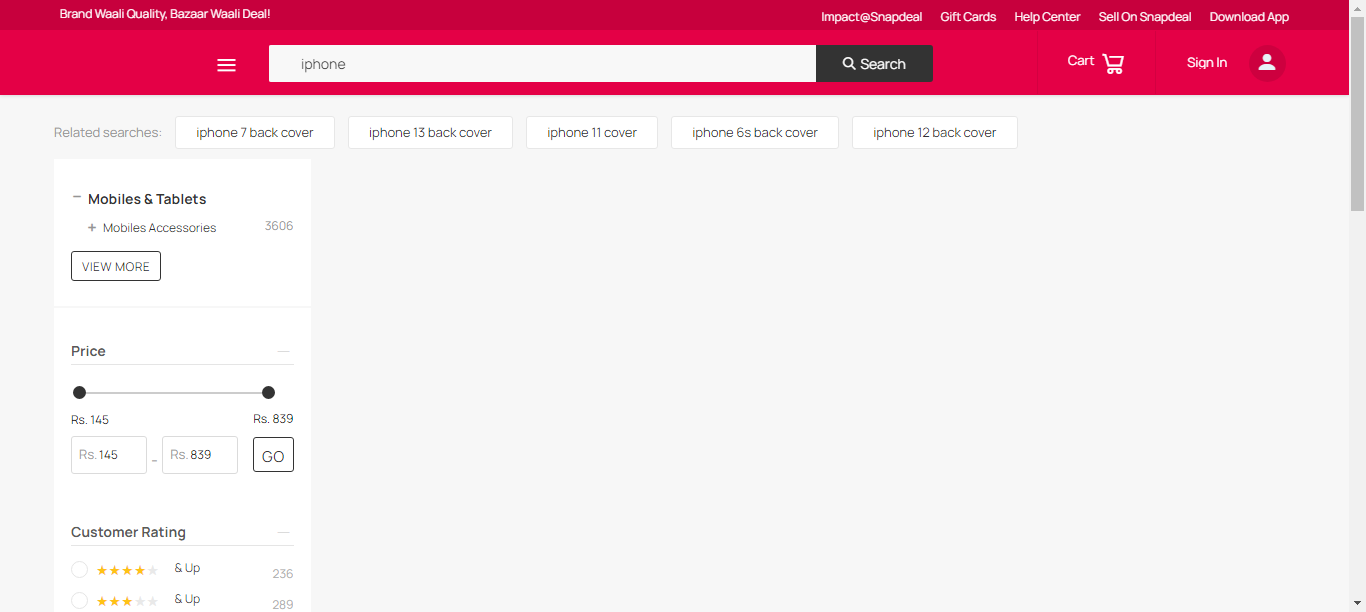 Brand Waali Quality, Bazaar Waali Deal!
Impact@Snapdeal Gift Cards Help Center Sell On Snapdeal Download App
iphone Search Cart Sign In
Related searches: iphone 7 back cover iphone 13 back cover iphone 11 cover iphone 6s back cover iphone 12 back cover
Mobiles & Tablets
Mobiles Accessories 3606
VIEW MORE
Price
Rs. 145 Rs. 839
Rs. 145 - Rs. 839 GO
Customer Rating
& Up 236
& Up 289